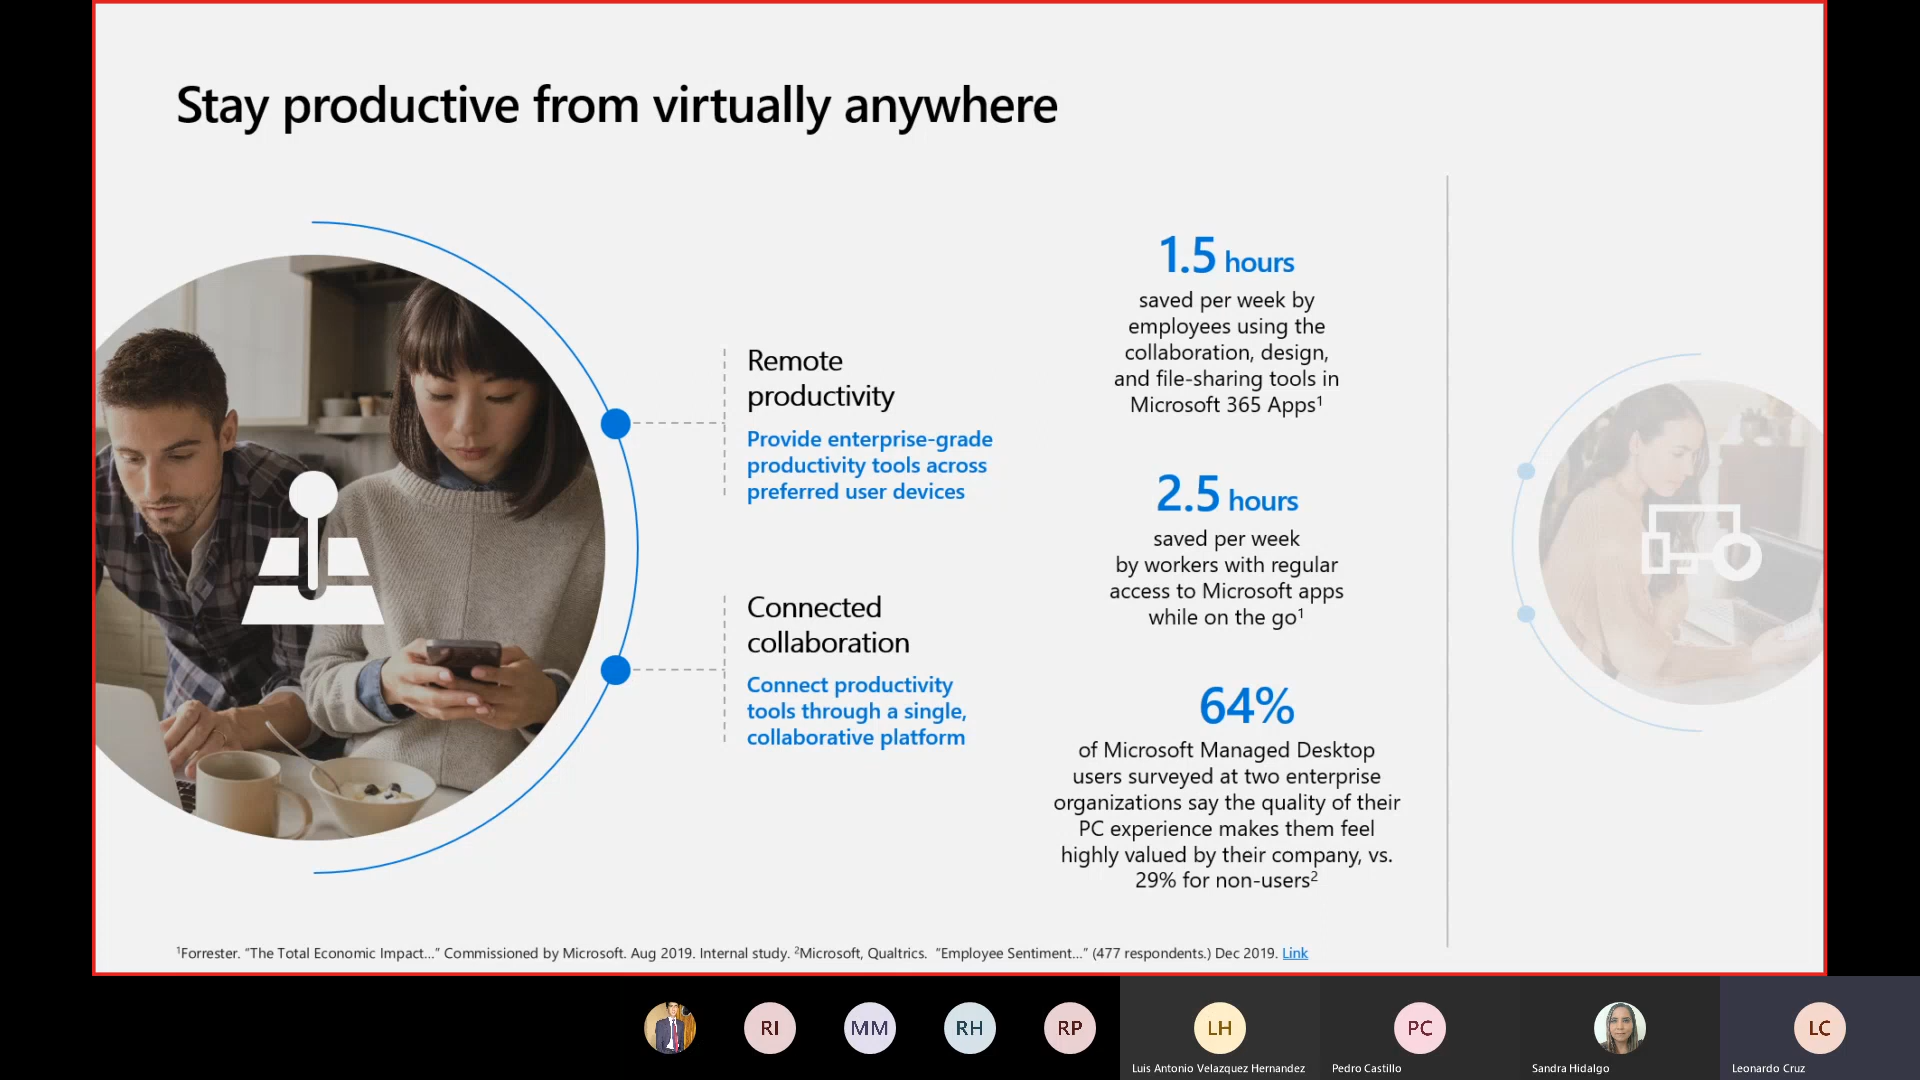 Stay productive from virtually anywhere
Remote
productivity
Provide enterprise-grade
productivity tools across
preferred user devices
Connected
collaboration
Connect productivity
tools through a single,
collaborative platform
1.5 hours
saved per week by
employees using the
collaboration, design,
and file-sharing tools in
Microsoft 365 Apps¹
2.5 hours
saved per week
by workers with regular
access to Microsoft apps
while on the go¹
64%
of Microsoft Managed Desktop
users surveyed at two enterprise
organizations say the quality of their
PC experience makes them feel
highly valued by their company, vs.
29% for non-users²
¹Forrester. “The Total Economic Impact…” Commissioned by Microsoft. Aug 2019. Internal study. ²Microsoft, Qualtrics. “Employee Sentiment…” (477 respondents.) Dec 2019. Link
RI
MM
RH
RP
LH
Luis Antonio Velazquez Hernandez
PC
Pedro Castillo
Sandra Hidalgo
LC
Leonardo Cruz